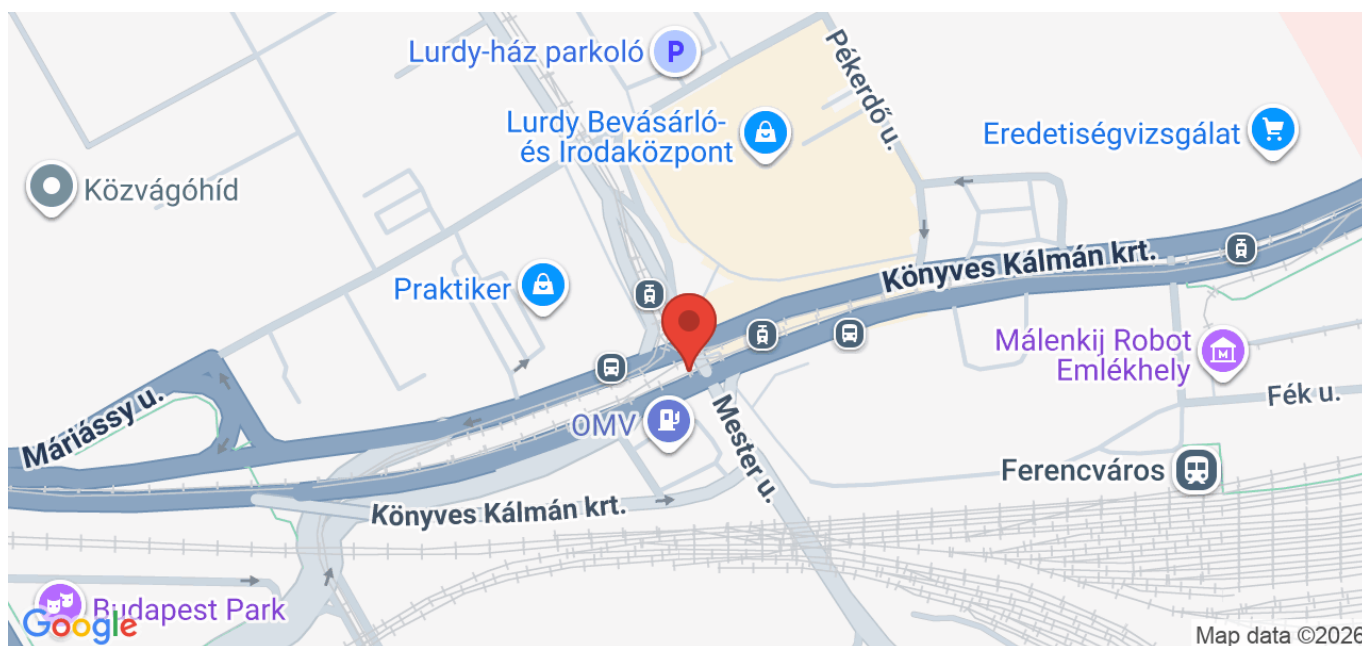 Lurdy-ház parkoló
P
Pékerdő u.
Lurdy Bevásárló-
és Irodaközpont
Eredetiségvizsgálat
Közvágóhíd
Könyves Kálmán krt.
Praktiker
Málenkij Robot
Emlékhely
M
Fék u.
Máriássy u.
OMV
Mester u.
Ferencváros
Könyves Kálmán krt.
Budapest Park
Google
Map data ©2026